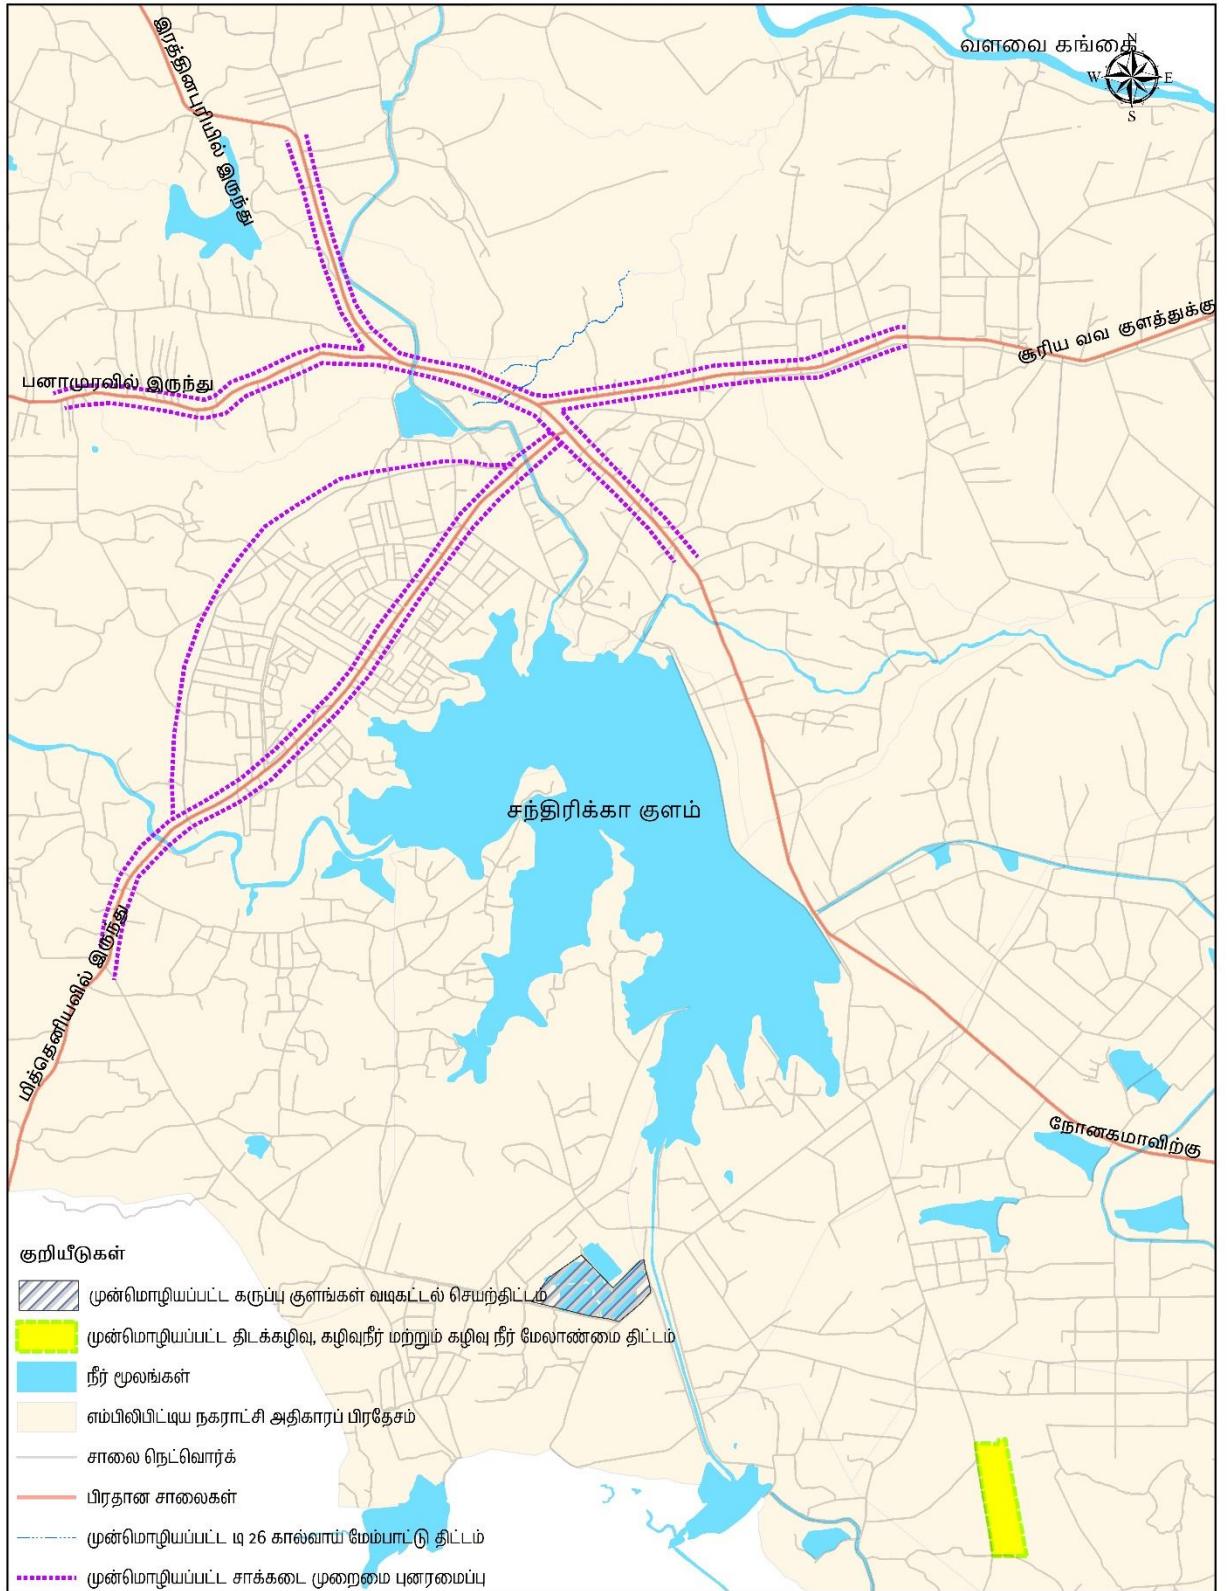 வளவை கங்கை
N
W E
S
இரத்தினபுரியில் இருந்து
சூரிய வவ குளத்துக்கு
பனாமுரவில் இருந்து
சந்திரிக்கா குளம்
மித்தெனியவில் இருந்து
நோனகமாவிற்கு
குறியீடுகள்
முன்மொழியப்பட்ட கருப்பு குளங்கள் வடிகட்டல் செயற்திட்டம்
முன்மொழியப்பட்ட திடக்கழிவு, கழிவுநீர் மற்றும் கழிவு நீர் மேலாண்மை திட்டம்
நீர் மூலங்கள்
எம்பிலிபிட்டிய நகராட்சி அதிகாரப் பிரதேசம்
சாலை நெட்வொர்க்
பிரதான சாலைகள்
முன்மொழியப்பட்ட டி 26 கால்வாய் மேம்பாட்டு திட்டம்
முன்மொழியப்பட்ட சாக்கடை முறைமை புனரமைப்பு